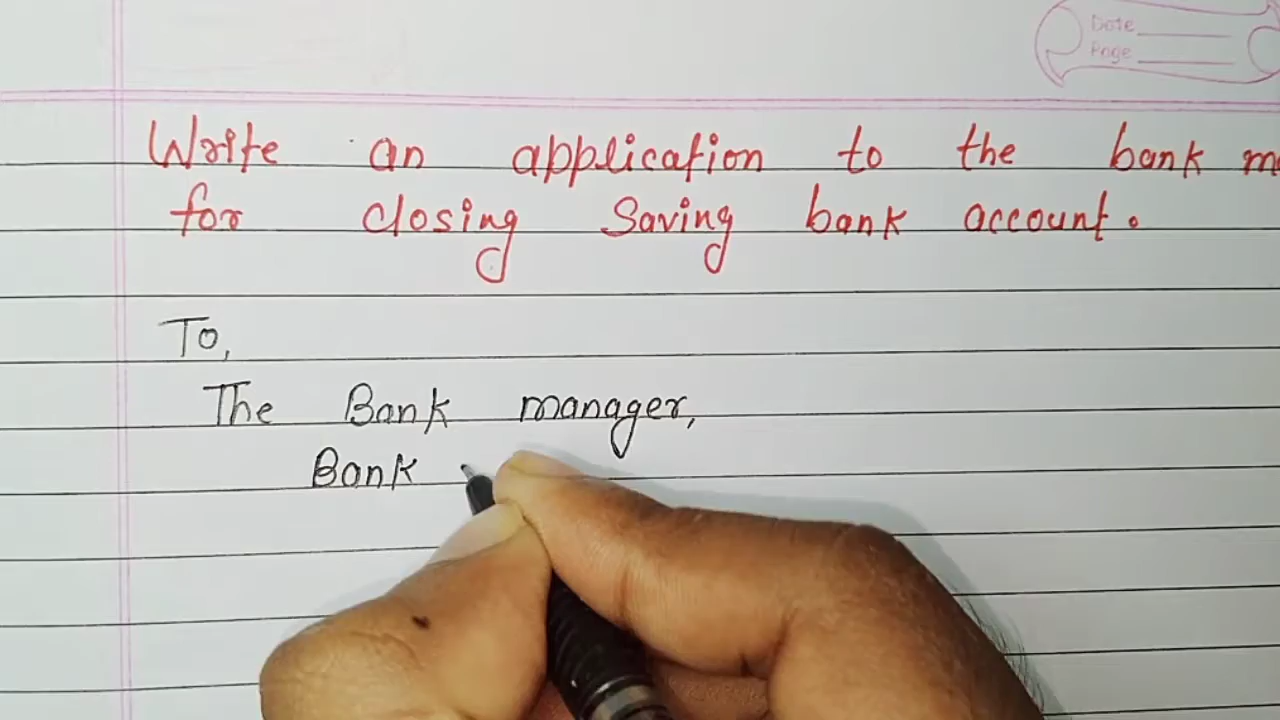 Date
Page
Write an application to the bank
for closing Saving bank account.
To,
The Bank manager,
Bank